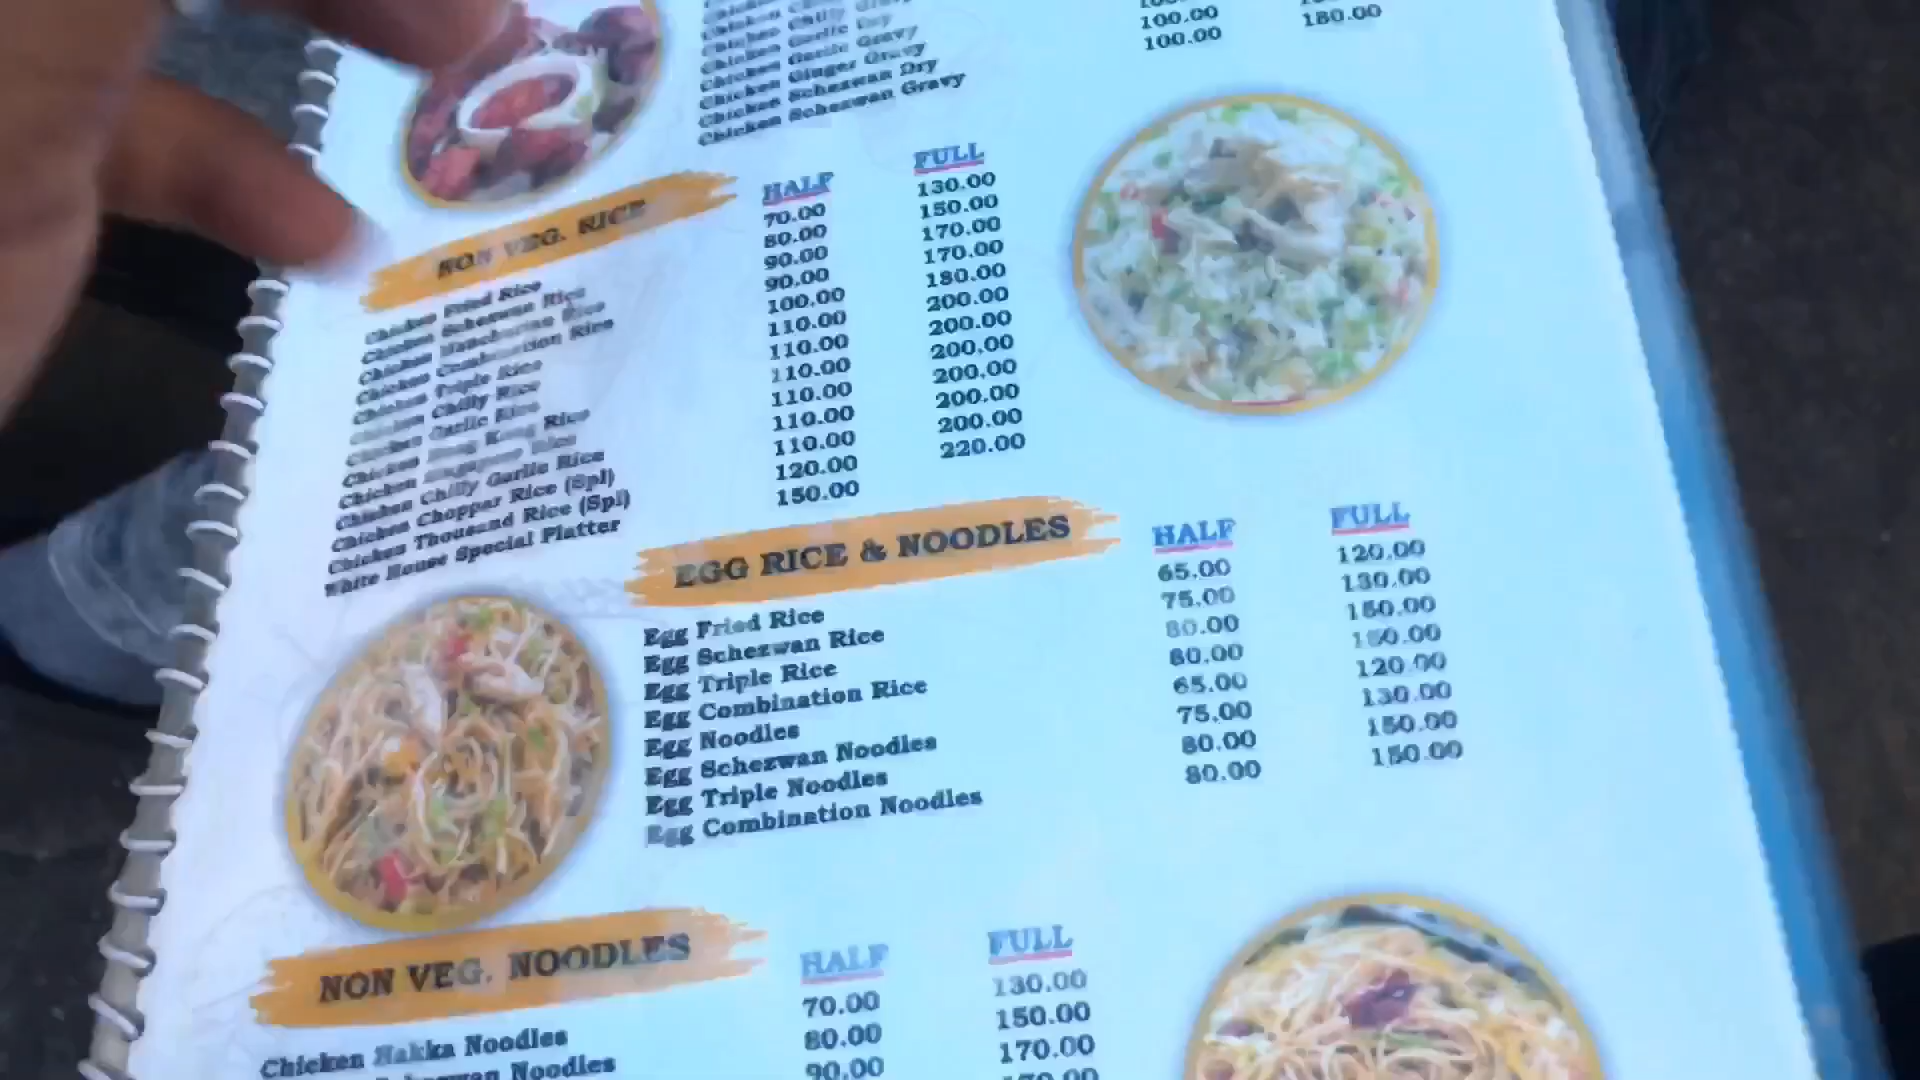 Chicken Garlic Dry
Chicken Garlic Gravy
Chicken Ginger Gravy
Chicken Schezwan Dry
Chicken Schezwan Gravy
100.00 180.00
100.00
NON VEG. RICE HALF FULL
Chicken Fried Rice 70.00 130.00
Chicken Schezwan Rice 80.00 150.00
Chicken Manchurian Rice 90.00 170.00
Chicken Combination Rice 90.00 170.00
Chicken Triple Rice 100.00 180.00
Chicken Chilly Rice 110.00 200.00
Chicken Garlic Rice 110.00 200.00
Chicken Hong Kong Rice 110.00 200.00
Chicken Singapore Rice 110.00 200.00
Chicken Chilly Garlic Rice 110.00 200.00
Chicken Choppar Rice (Spl) 110.00 200.00
Chicken Thousand Rice (Spl) 120.00 220.00
White House Special Platter 150.00
EGG RICE & NOODLES HALF FULL
Egg Fried Rice 65.00 120.00
Egg Schezwan Rice 75.00 130.00
Egg Triple Rice 80.00 150.00
Egg Combination Rice 80.00 150.00
Egg Noodles 65.00 120.00
Egg Schezwan Noodles 75.00 130.00
Egg Triple Noodles 80.00 150.00
Egg Combination Noodles 80.00 150.00
NON VEG. NOODLES HALF FULL
Chicken Hakka Noodles 70.00 130.00
Noodles 80.00 150.00
90.00 170.00